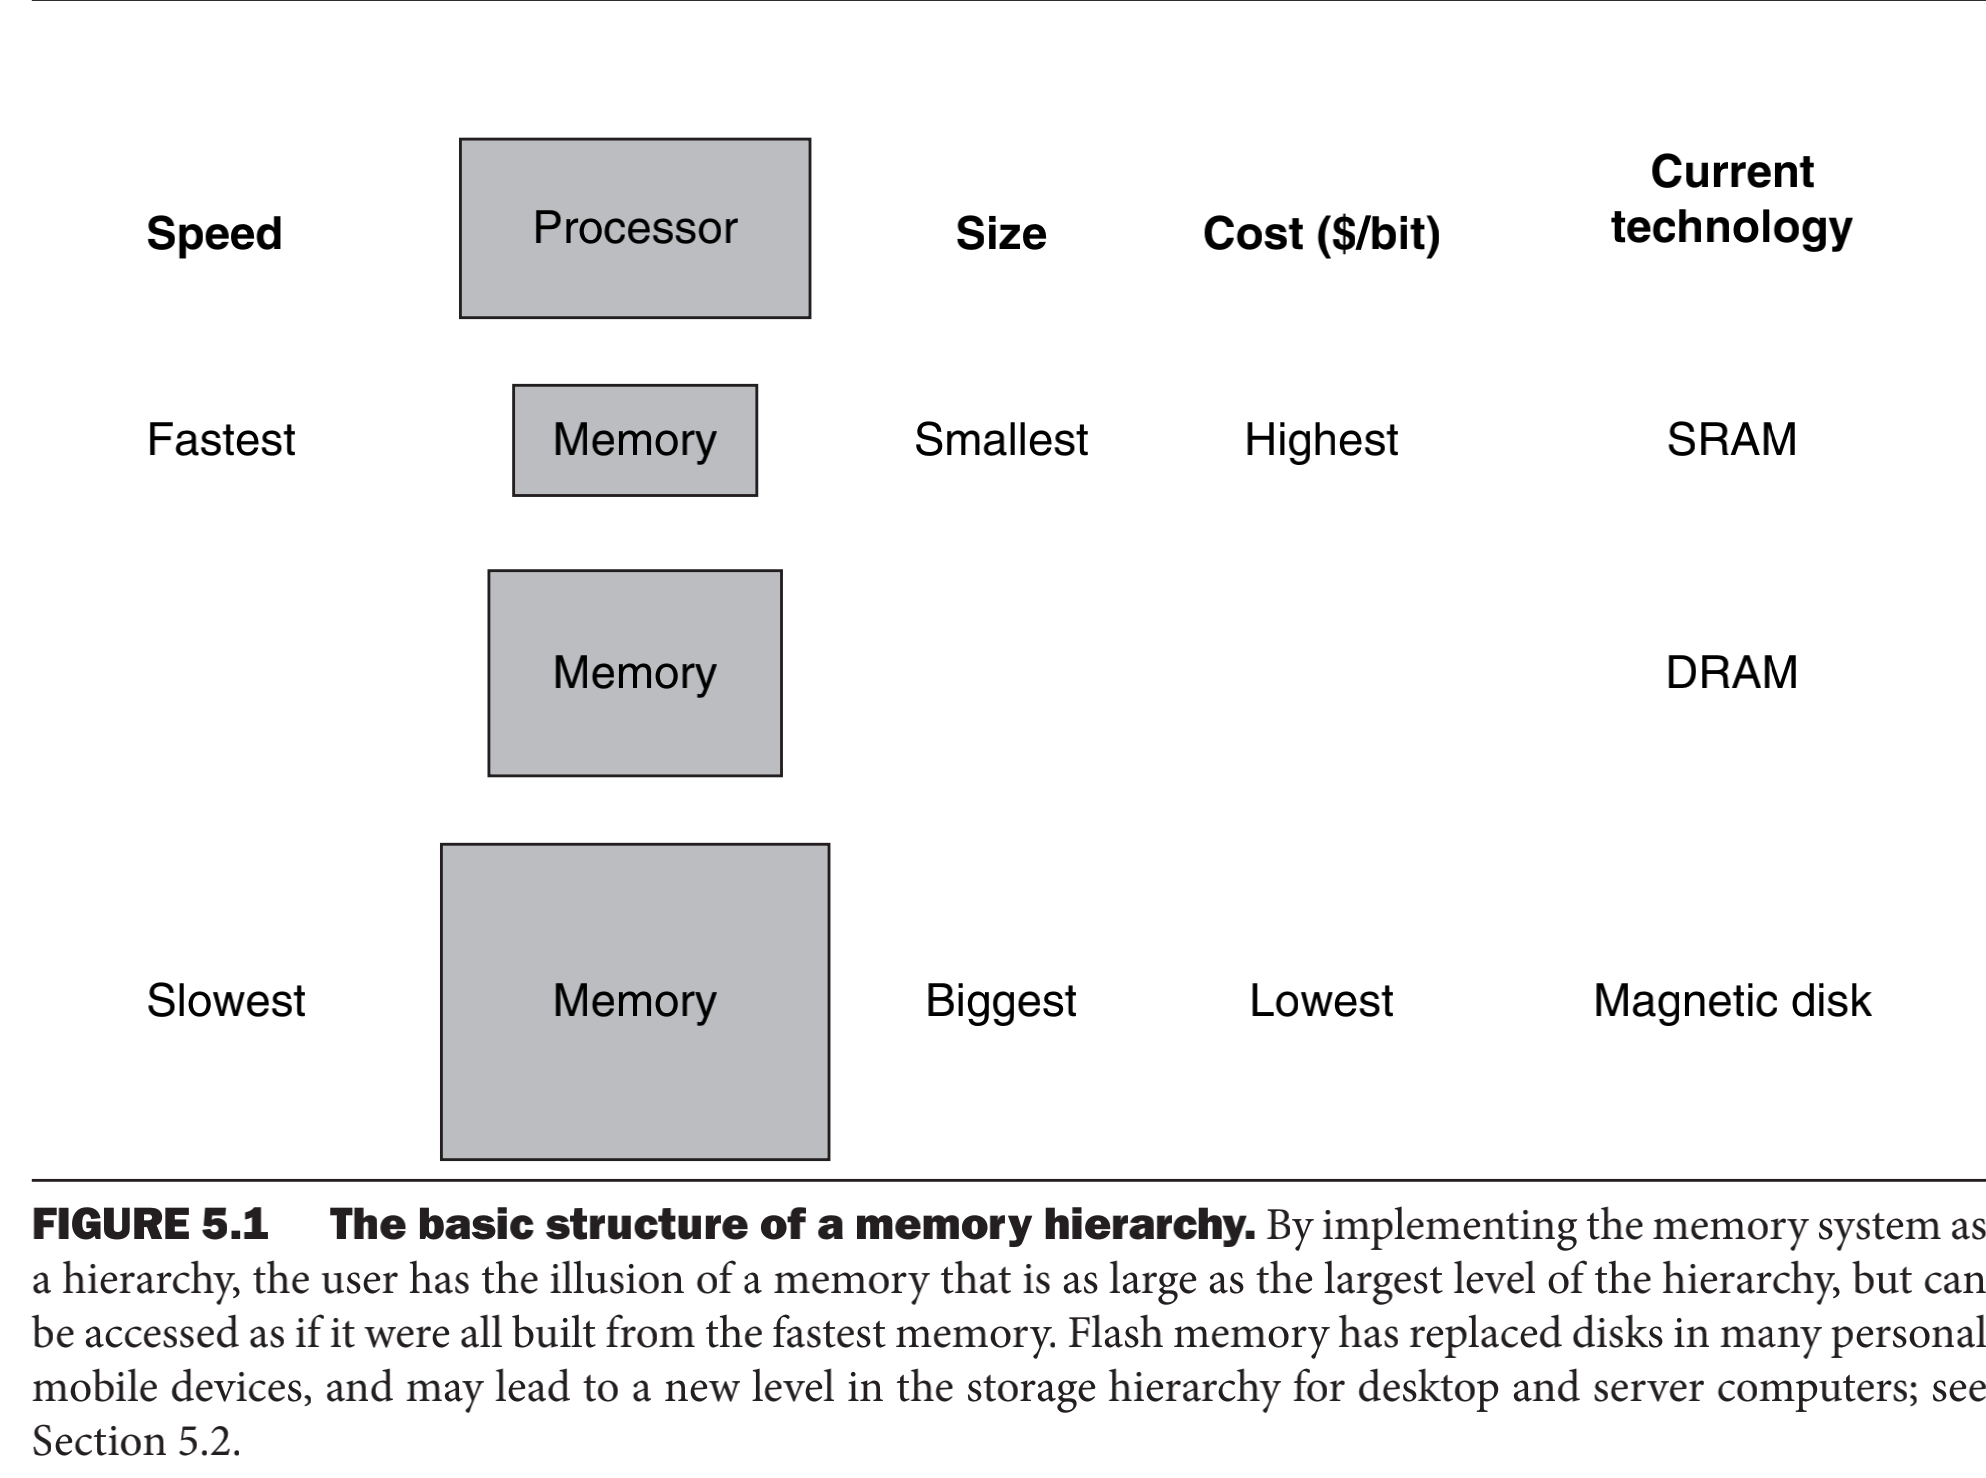 Speed Processor Size Cost ($/bit) Current technology
Fastest Memory Smallest Highest SRAM
Memory DRAM
Slowest Memory Biggest Lowest Magnetic disk
FIGURE 5.1 The basic structure of a memory hierarchy. By implementing the memory system as
a hierarchy, the user has the illusion of a memory that is as large as the largest level of the hierarchy, but can
be accessed as if it were all built from the fastest memory. Flash memory has replaced disks in many personal
mobile devices, and may lead to a new level in the storage hierarchy for desktop and server computers; see
Section 5.2.